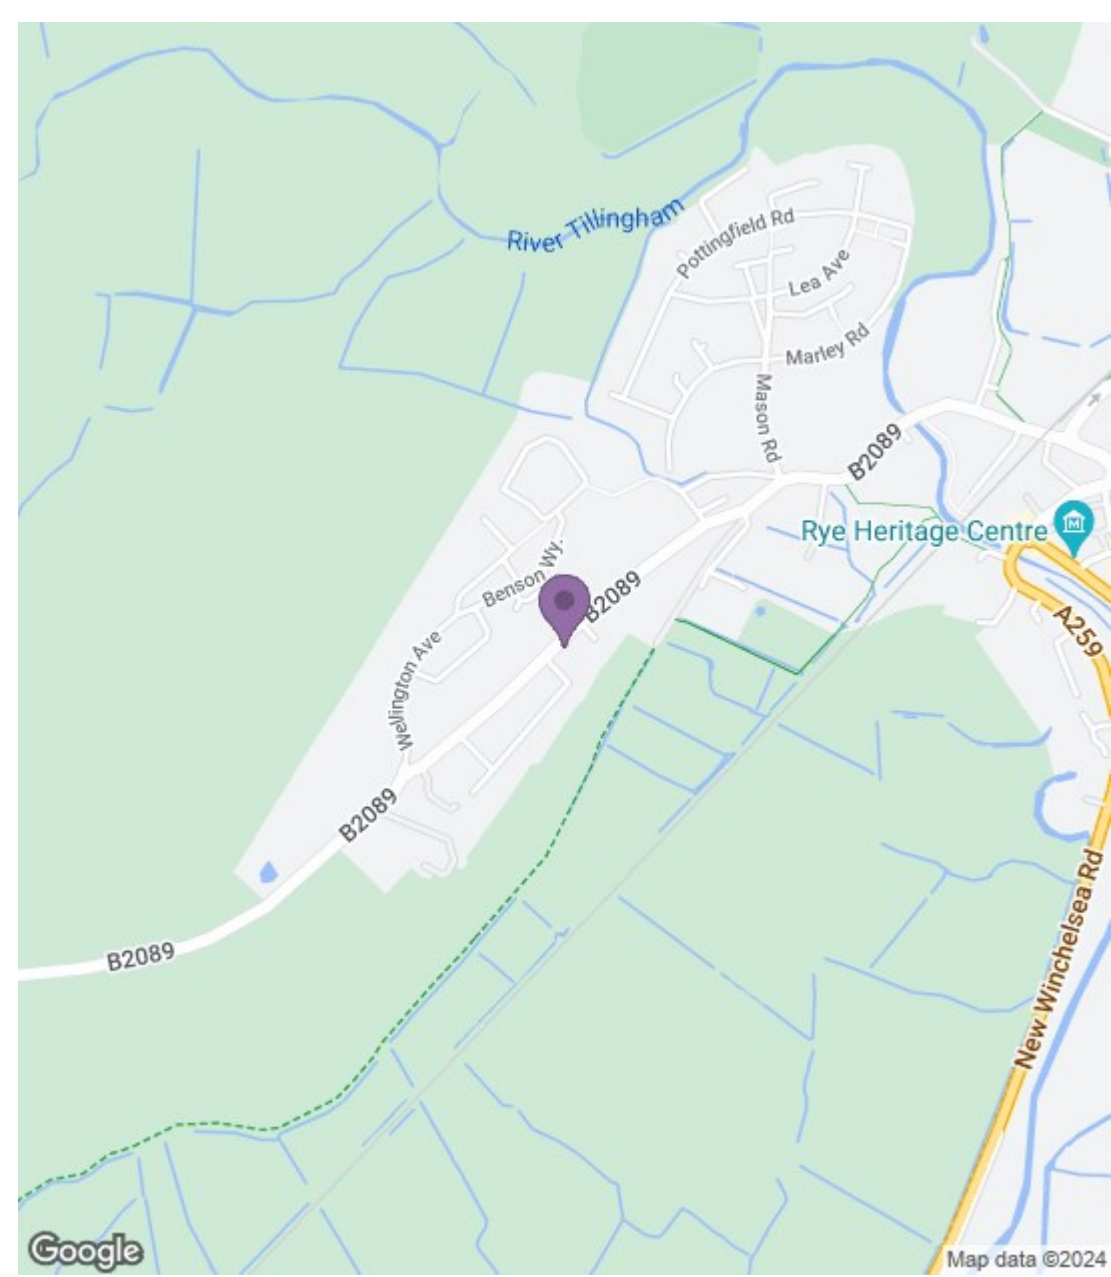 River Tillingham
Pottingfield Rd
Lea Ave
Marley Rd
Mason Rd
B2089
Rye Heritage Centre
M
Benson Wy.
B2089
A259
Wellington Ave
B2089
New Winchelsea Rd
B2089
Google
Map data ©2024